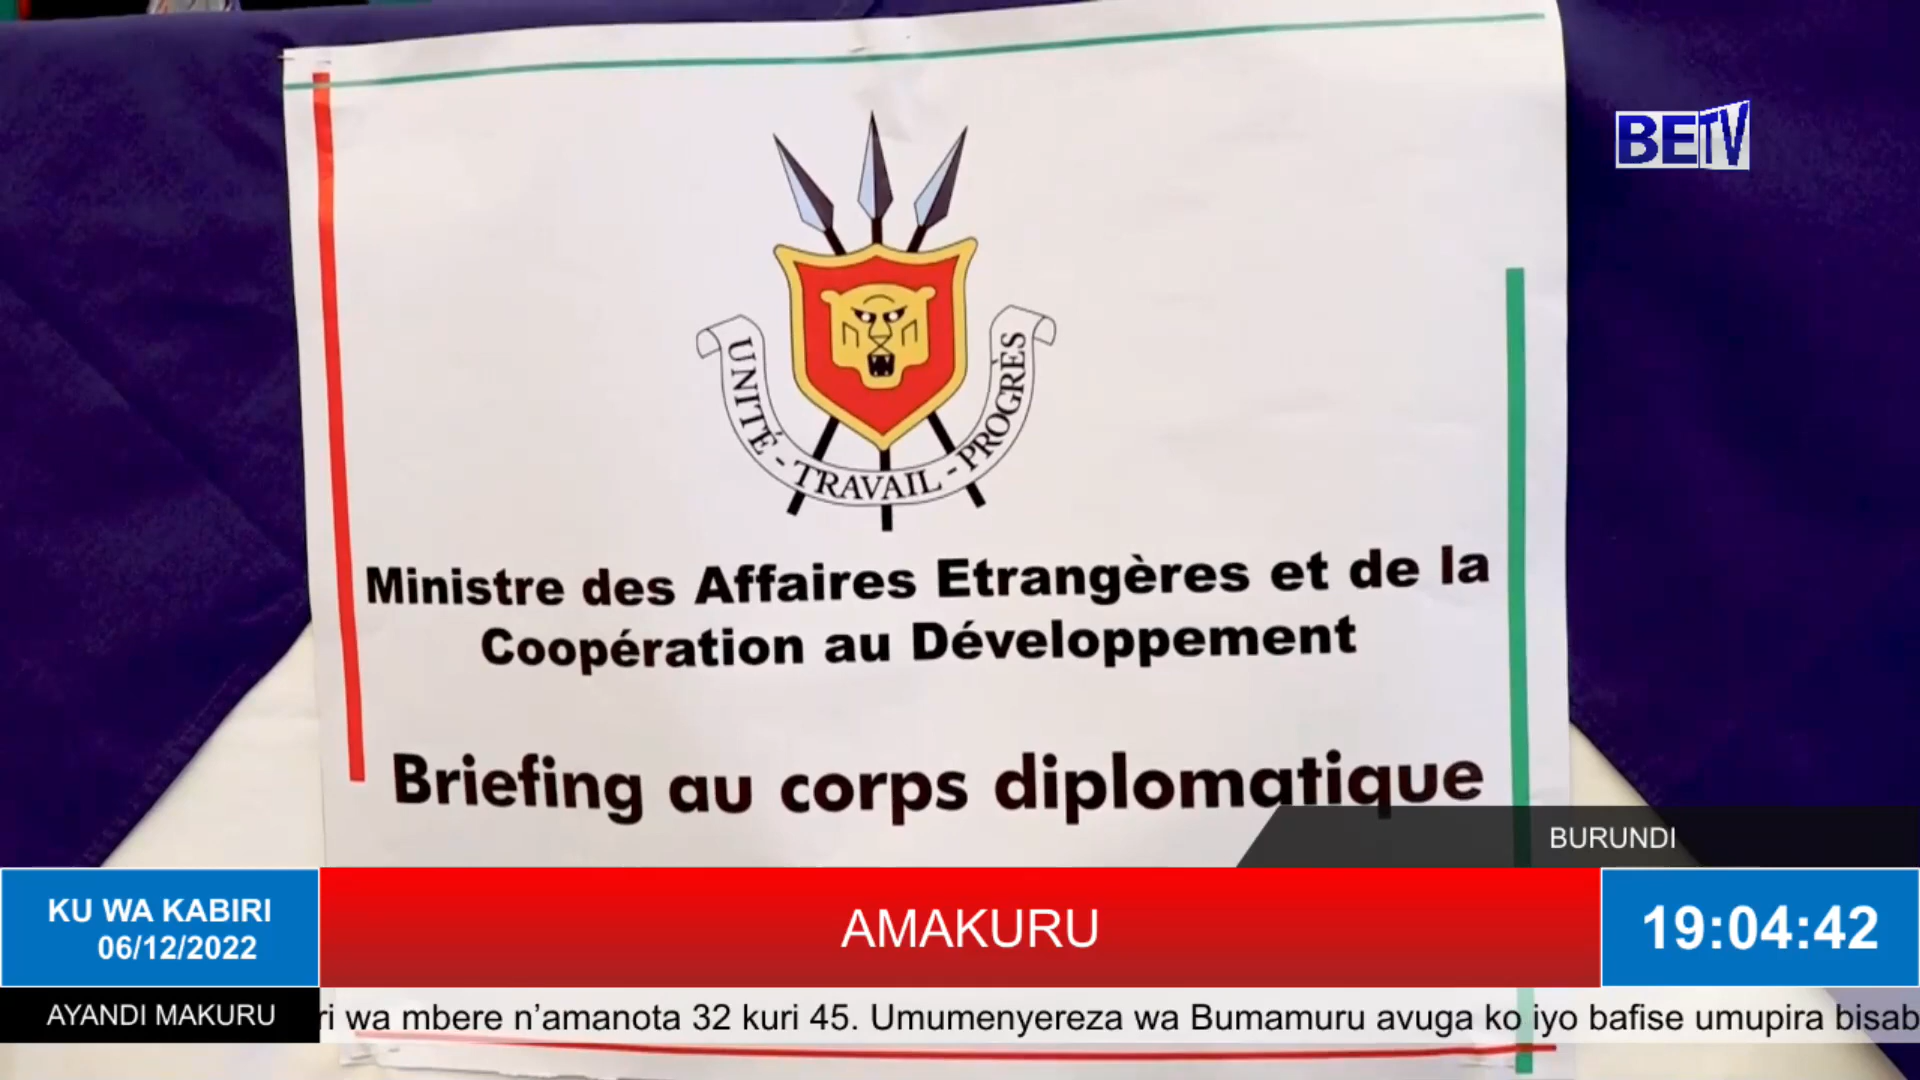 BETV
UNITÉ - TRAVAIL - PROGRÈS
Ministre des Affaires Etrangères et de la
Coopération au Développement
Briefing au corps diplomatique
BURUNDI
KU WA KABIRI
06/12/2022
AMAKURU
19:04:42
AYANDI MAKURU
ri wa mbere n’amanota 32 kuri 45. Umumenyereza wa Bumamuru avuga ko iyo bafise umupira bisab